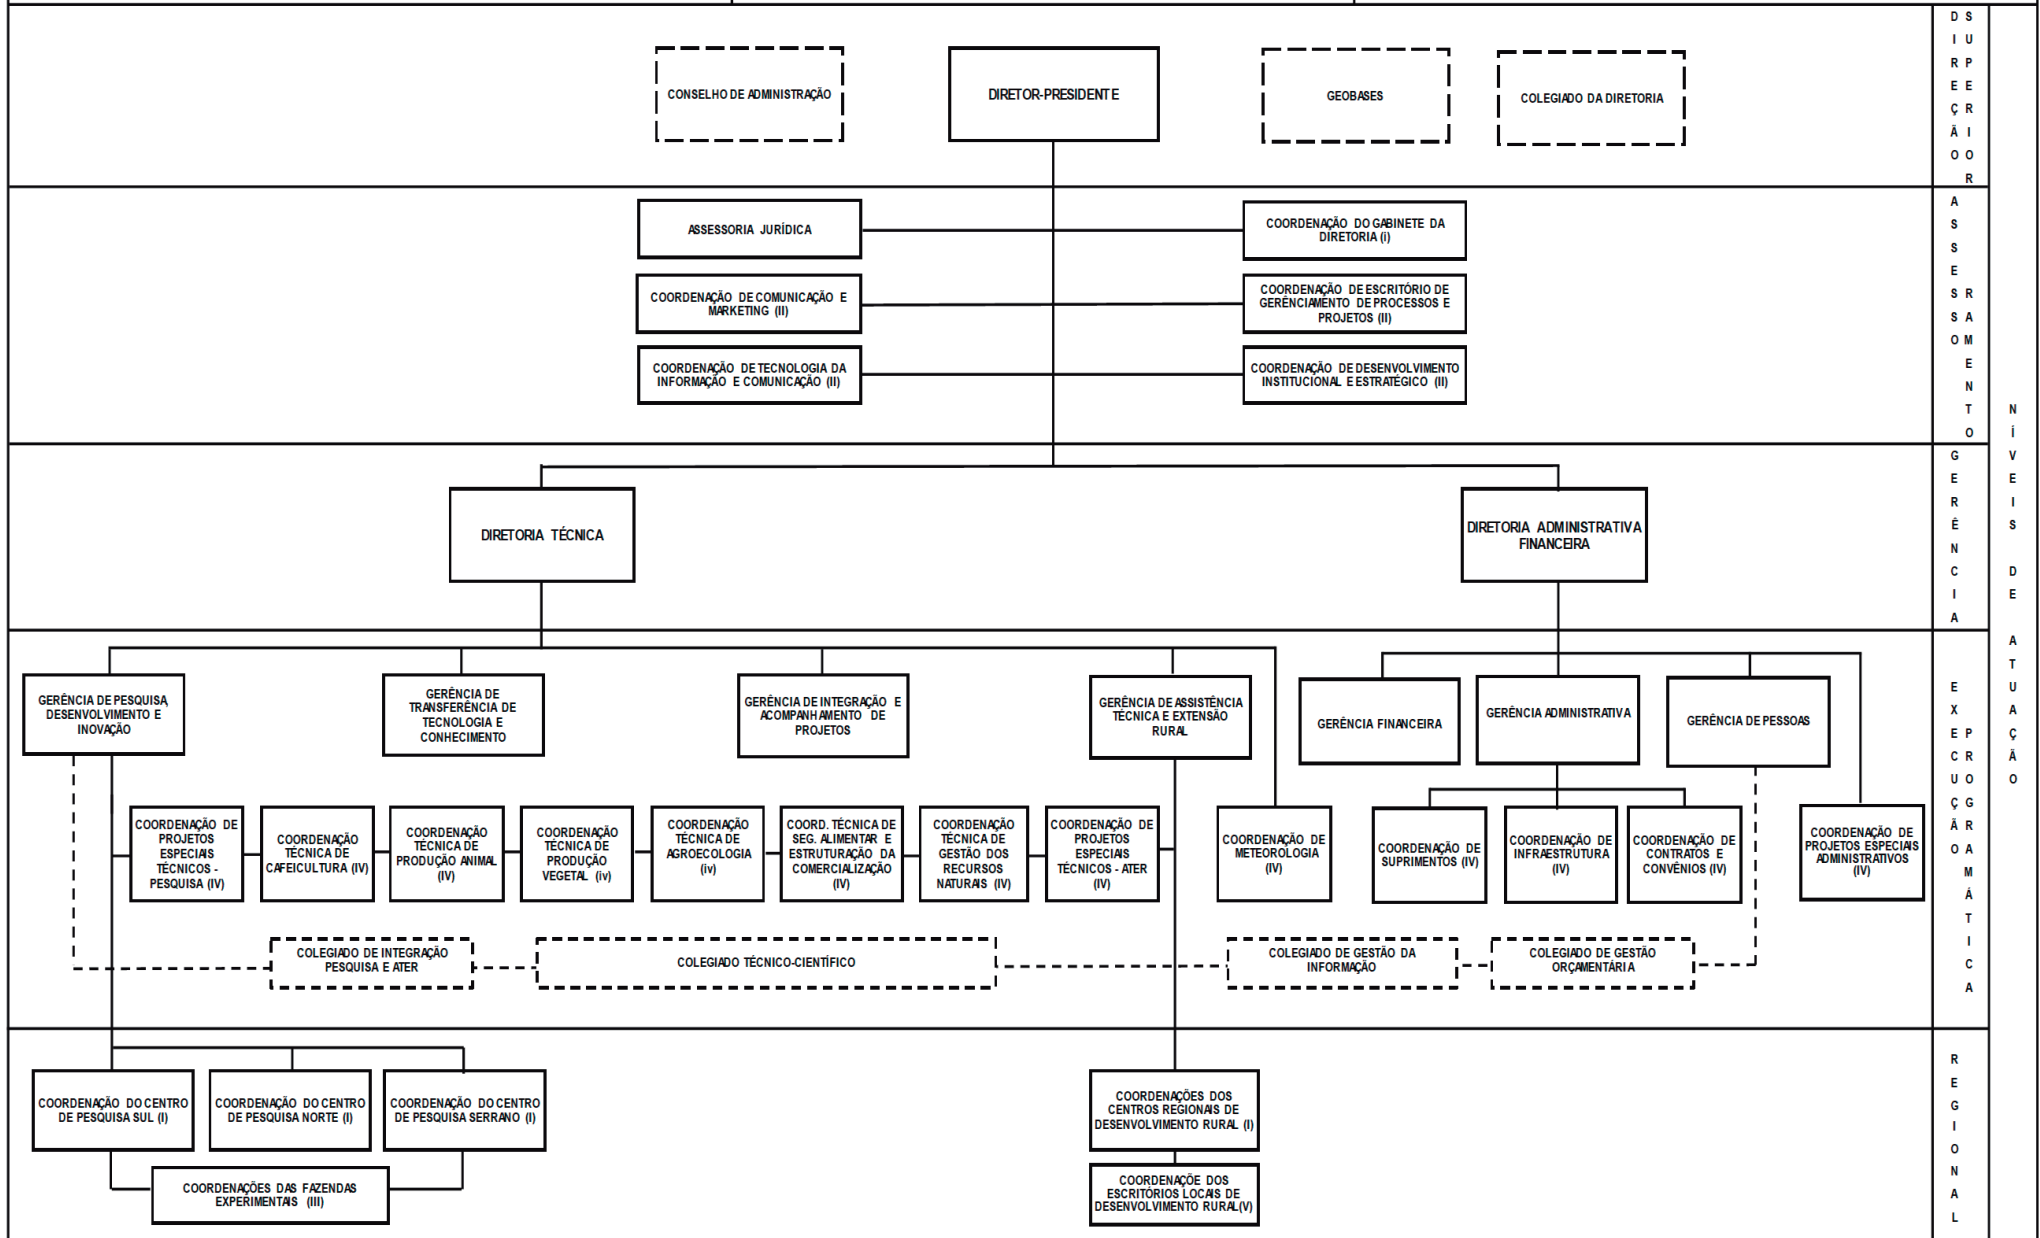 CONSELHO DE ADMINISTRAÇÃO
DIRETOR-PRESIDENTE
GEOBASES
COLEGIADO DA DIRETORIA
DIREÇÃO
SUPERIOR
ASSESSORIA JURÍDICA
COORDENAÇÃO DO GABINETE DA
DIRETORIA (i)
COORDENAÇÃO DE COMUNICAÇÃO E
MARKETING (II)
COORDENAÇÃO DE ESCRITÓRIO DE
GERÊNCIAMENTO DE PROCESSOS E
PROJETOS (II)
COORDENAÇÃO DE TECNOLOGIA DA
INFORMAÇÃO E COMUNICAÇÃO (II)
COORDENAÇÃO DE DESENVOLVIMENTO
INSTITUCIONAL E ESTRATÉGICO (II)
ASSESSO
RAMENTO
DIRETORIA TÉCNICA
DIRETORIA ADMINISTRATIVA
FINANCEIRA
GERÊNCIA
NÍVEIS DE ATUAÇÃO
GERÊNCIA DE PESQUISA,
DESENVOLVIMENTO E
INOVAÇÃO
GERÊNCIA DE
TRANSFERÊNCIA DE
TECNOLOGIA E
CONHECIMENTO
GERÊNCIA DE INTEGRAÇÃO E
ACOMPANHAMENTO DE
PROJETOS
GERÊNCIA DE ASSISTÊNCIA
TÉCNICA E EXTENSÃO
RURAL
GERÊNCIA FINANCEIRA
GERÊNCIA ADMINISTRATIVA
GERÊNCIA DE PESSOAS
COORDENAÇÃO DE
PROJETOS
ESPECIAIS
TÉCNICOS -
PESQUISA (IV)
COORDENAÇÃO
TÉCNICA DE
CAFEICULTURA (IV)
COORDENAÇÃO
TÉCNICA DE
PRODUÇÃO ANIMAL
(IV)
COORDENAÇÃO
TÉCNICA DE
PRODUÇÃO
VEGETAL (iv)
COORDENAÇÃO
TÉCNICA DE
AGROECOLOGIA
(iv)
COORD. TÉCNICA DE
SEG. ALIMENTAR E
ESTRUTURAÇÃO DA
COMERCIALIZAÇÃO
(IV)
COORDENAÇÃO
TÉCNICA DE
GESTÃO DOS
RECURSOS
NATURAIS (IV)
COORDENAÇÃO DE
PROJETOS
ESPECIAIS
TÉCNICOS - ATER
(IV)
COORDENAÇÃO DE
METEOROLOGIA
(IV)
COORDENAÇÃO DE
SUPRIMENTOS (IV)
COORDENAÇÃO DE
INFRAESTRUTURA
(IV)
COORDENAÇÃO DE
CONTRATOS E
CONVÊNIOS (IV)
COORDENAÇÃO DE
PROJETOS ESPECIAIS
ADMINISTRATIVOS
(IV)
COLEGIADO DE INTEGRAÇÃO
PESQUISA E ATER
COLEGIADO TÉCNICO-CIENTÍFICO
COLEGIADO DE GESTÃO DA
INFORMAÇÃO
COLEGIADO DE GESTÃO
ORÇAMENTÁRIA
EXECUÇÃO
PROGRAMÁTICA
COORDENAÇÃO DO CENTRO
DE PESQUISA SUL (I)
COORDENAÇÃO DO CENTRO
DE PESQUISA NORTE (I)
COORDENAÇÃO DO CENTRO
DE PESQUISA SERRANO (I)
COORDENAÇÕES DOS
CENTROS REGIONAIS DE
DESENVOLVIMENTO RURAL (I)
COORDENAÇÕES DAS FAZENDAS
EXPERIMENTAIS (III)
COORDENAÇÕE DOS
ESCRITÓRIOS LOCAIS DE
DESENVOLVIMENTO RURAL(V)
REGIONAL